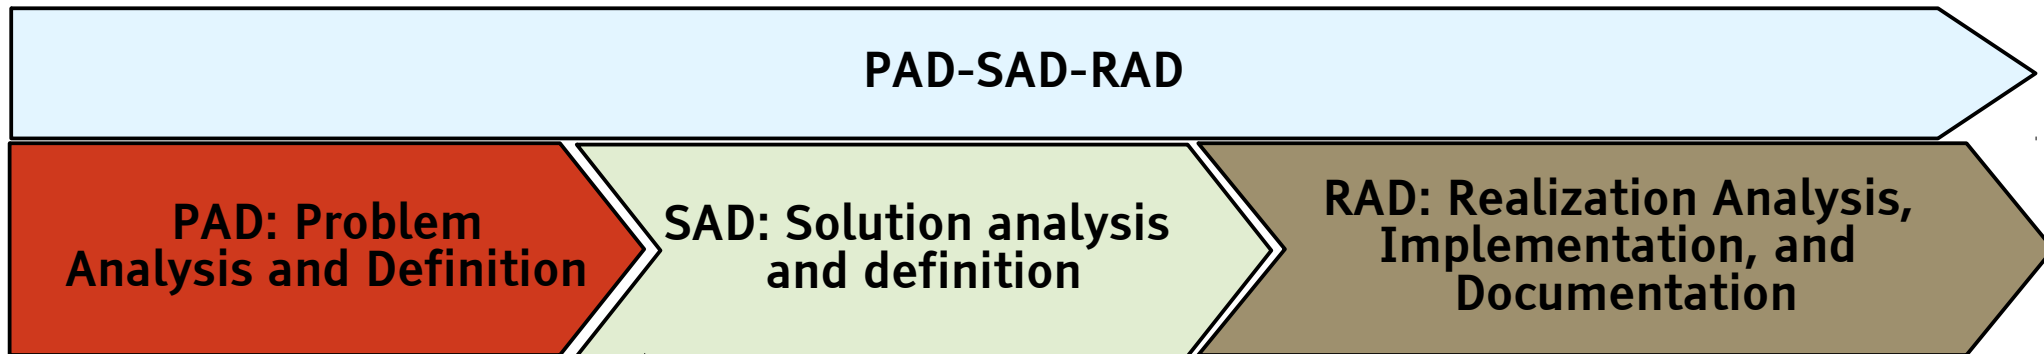 PAD-SAD-RAD
PAD: Problem
Analysis and Definition
SAD: Solution analysis
and definition
RAD: Realization Analysis,
Implementation, and
Documentation